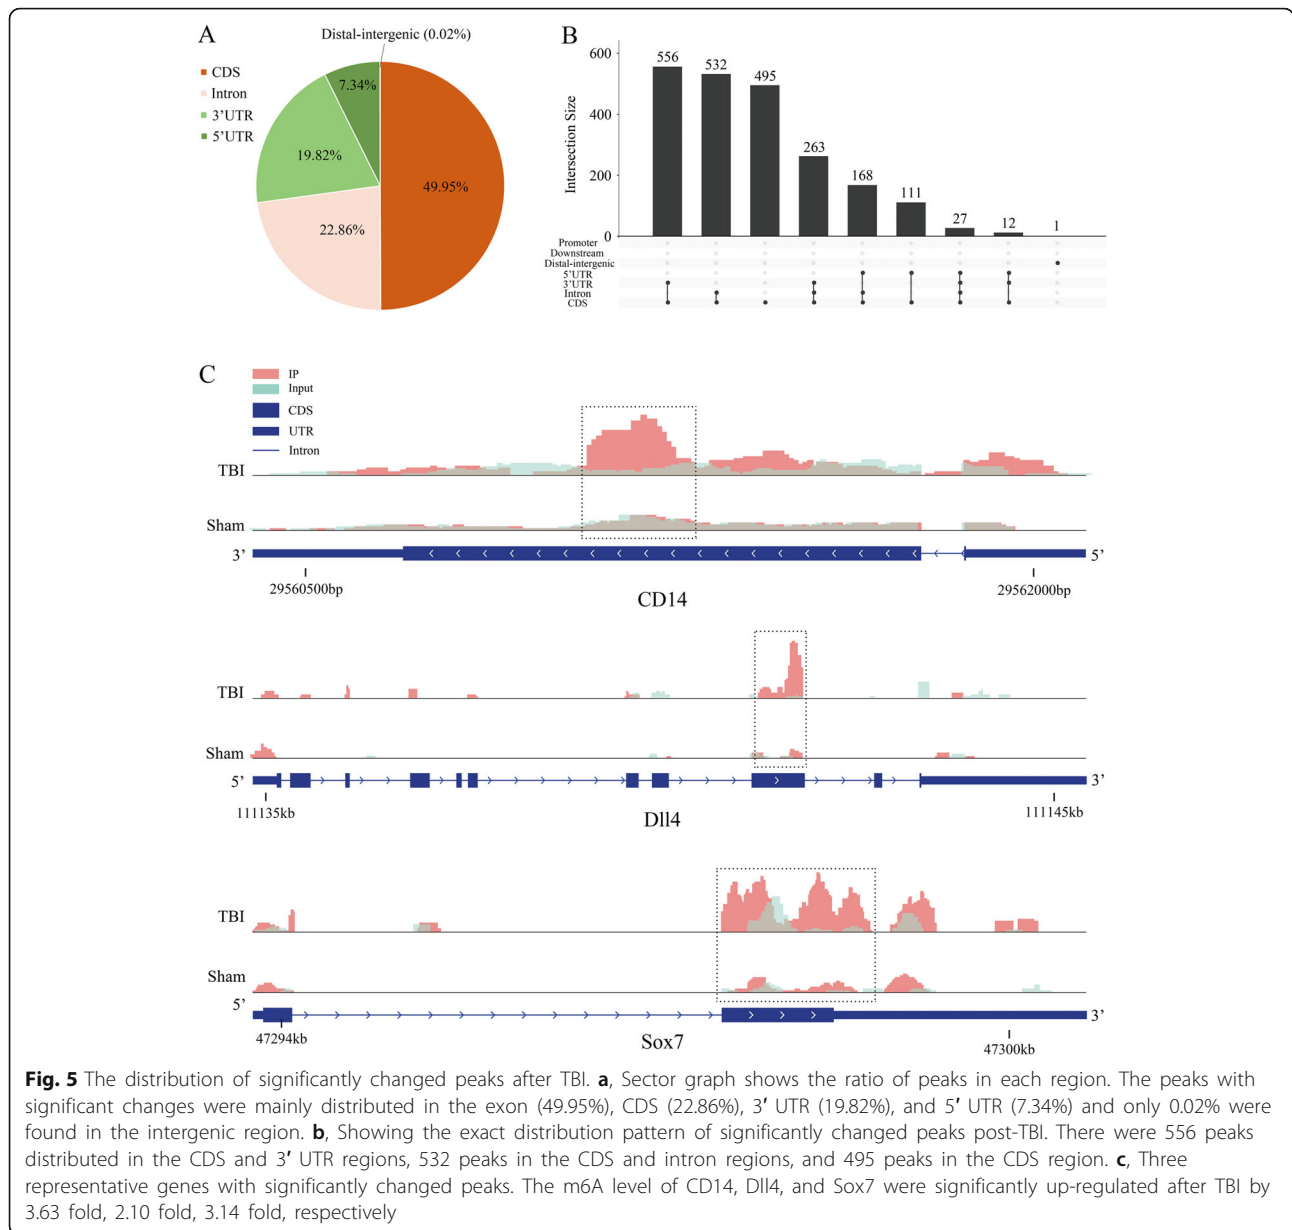 A
Distal-intergenic (0.02%)
CDS
Intron
3’UTR
5’UTR
7.34%
19.82%
49.95%
22.86%
B
Intersection Size
600
400
200
0
556
532
495
263
168
111
27
12
1
Promoter
Downstream
Distal-intergenic
5’UTR
3’UTR
Intron
CDS
C
IP
Input
CDS
UTR
Intron
TBI
Sham
3’
5’
29560500bp
29562000bp
CD14
TBI
Sham
5’
3’
111135kb
111145kb
Dll4
TBI
Sham
5’
3’
47294kb
47300kb
Sox7
Fig. 5 The distribution of significantly changed peaks after TBI. a, Sector graph shows the ratio of peaks in each region. The peaks with
significant changes were mainly distributed in the exon (49.95%), CDS (22.86%), 3′ UTR (19.82%), and 5′ UTR (7.34%) and only 0.02% were
found in the intergenic region. b, Showing the exact distribution pattern of significantly changed peaks post-TBI. There were 556 peaks
distributed in the CDS and 3′ UTR regions, 532 peaks in the CDS and intron regions, and 495 peaks in the CDS region. c, Three
representative genes with significantly changed peaks. The m6A level of CD14, Dll4, and Sox7 were significantly up-regulated after TBI by
3.63 fold, 2.10 fold, 3.14 fold, respectively